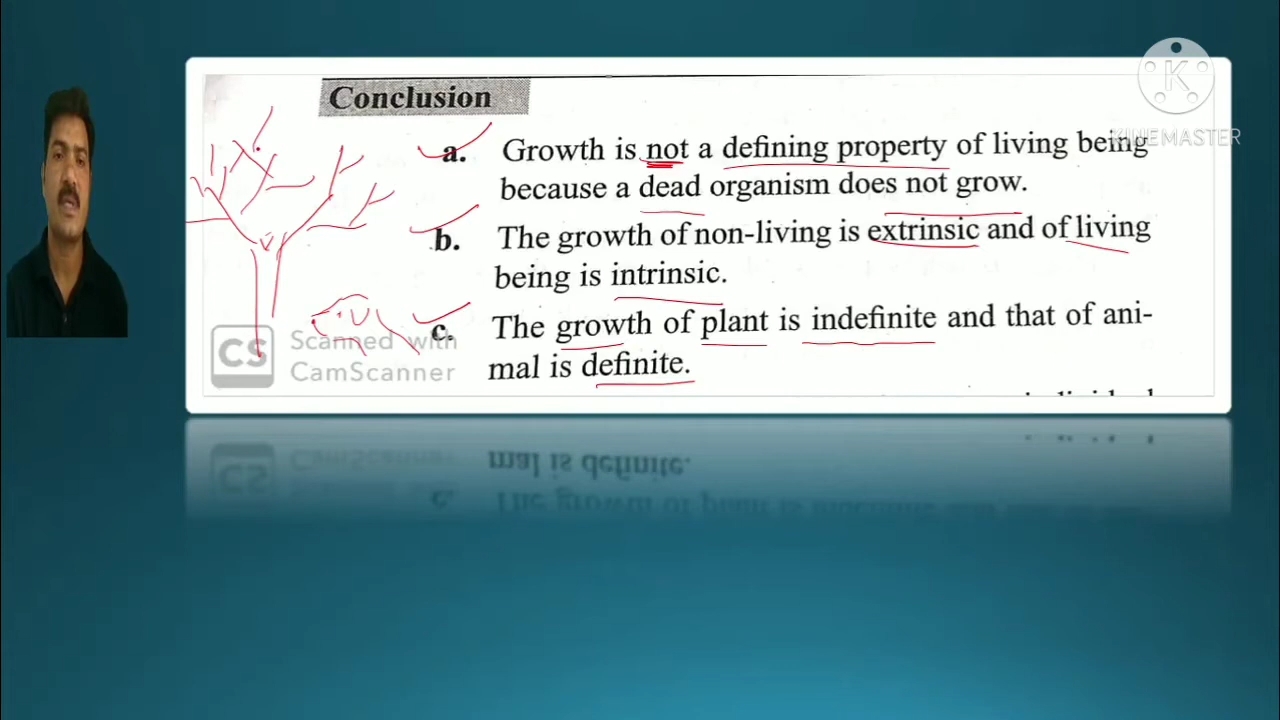 Conclusion
KINEMASTER
a. Growth is not a defining property of living being
because a dead organism does not grow.
b. The growth of non-living is extrinsic and of living
being is intrinsic.
c. The growth of plant is indefinite and that of ani-
mal is definite.
CS Scanned with
CamScanner